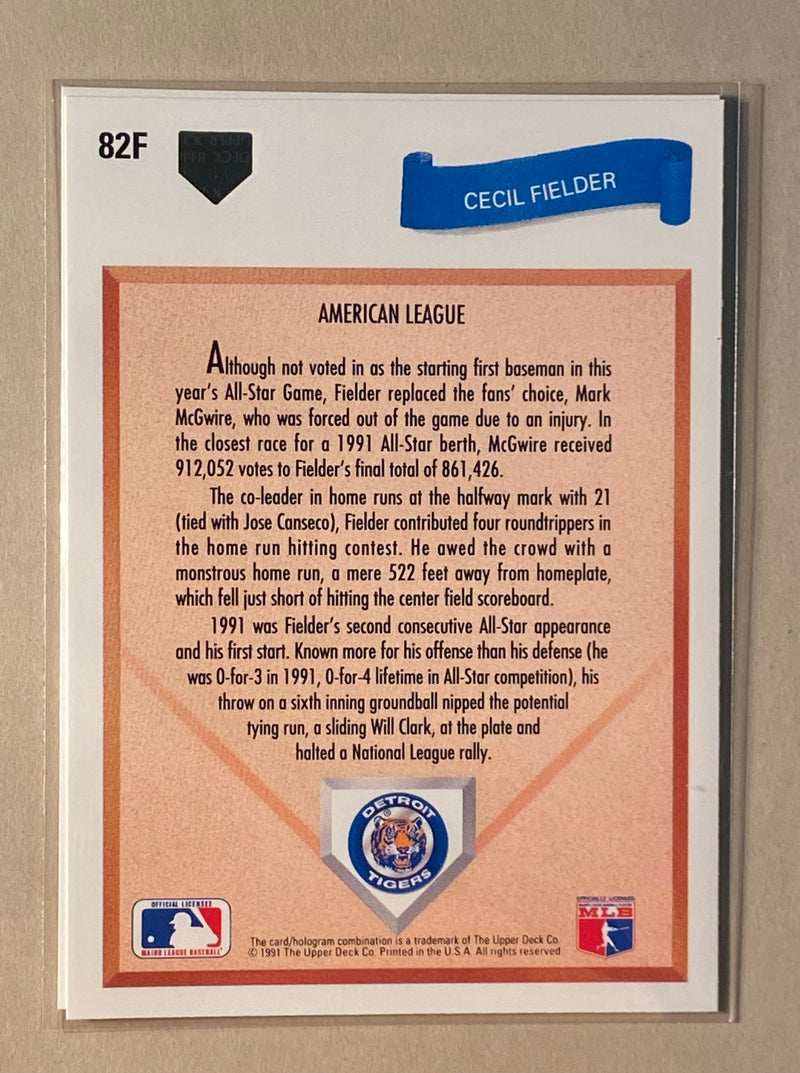 82F
CECIL FIELDER
AMERICAN LEAGUE
Although not voted in as the starting first baseman in this
year's All-Star Game, Fielder replaced the fans' choice, Mark
McGwire, who was forced out of the game due to an injury. In
the closest race for a 1991 All-Star berth, McGwire received
912,052 votes to Fielder's final total of 861,426.
The co-leader in home runs at the halfway mark with 21
(tied with Jose Canseco), Fielder contributed four roundtrippers in
the home run hitting contest. He awed the crowd with a
monstrous home run, a mere 522 feet away from homeplate,
which fell just short of hitting the center field scoreboard.
1991 was Fielder's second consecutive All-Star appearance
and his first start. Known more for his offense than his defense (he
was 0-for-3 in 1991, 0-for-4 lifetime in All-Star competition), his
throw on a sixth inning groundball nipped the potential
tying run, a sliding Will Clark, at the plate and
halted a National League rally.
DETROIT
®
TIGERS
OFFICIAL LICENSEE
MAJOR LEAGUE BASEBALL
The card/hologram combination is a trademark of The Upper Deck Co.
© 1991 The Upper Deck Co. Printed in the U.S.A. All rights reserved
OFFICIALLY LICENSED
MLB